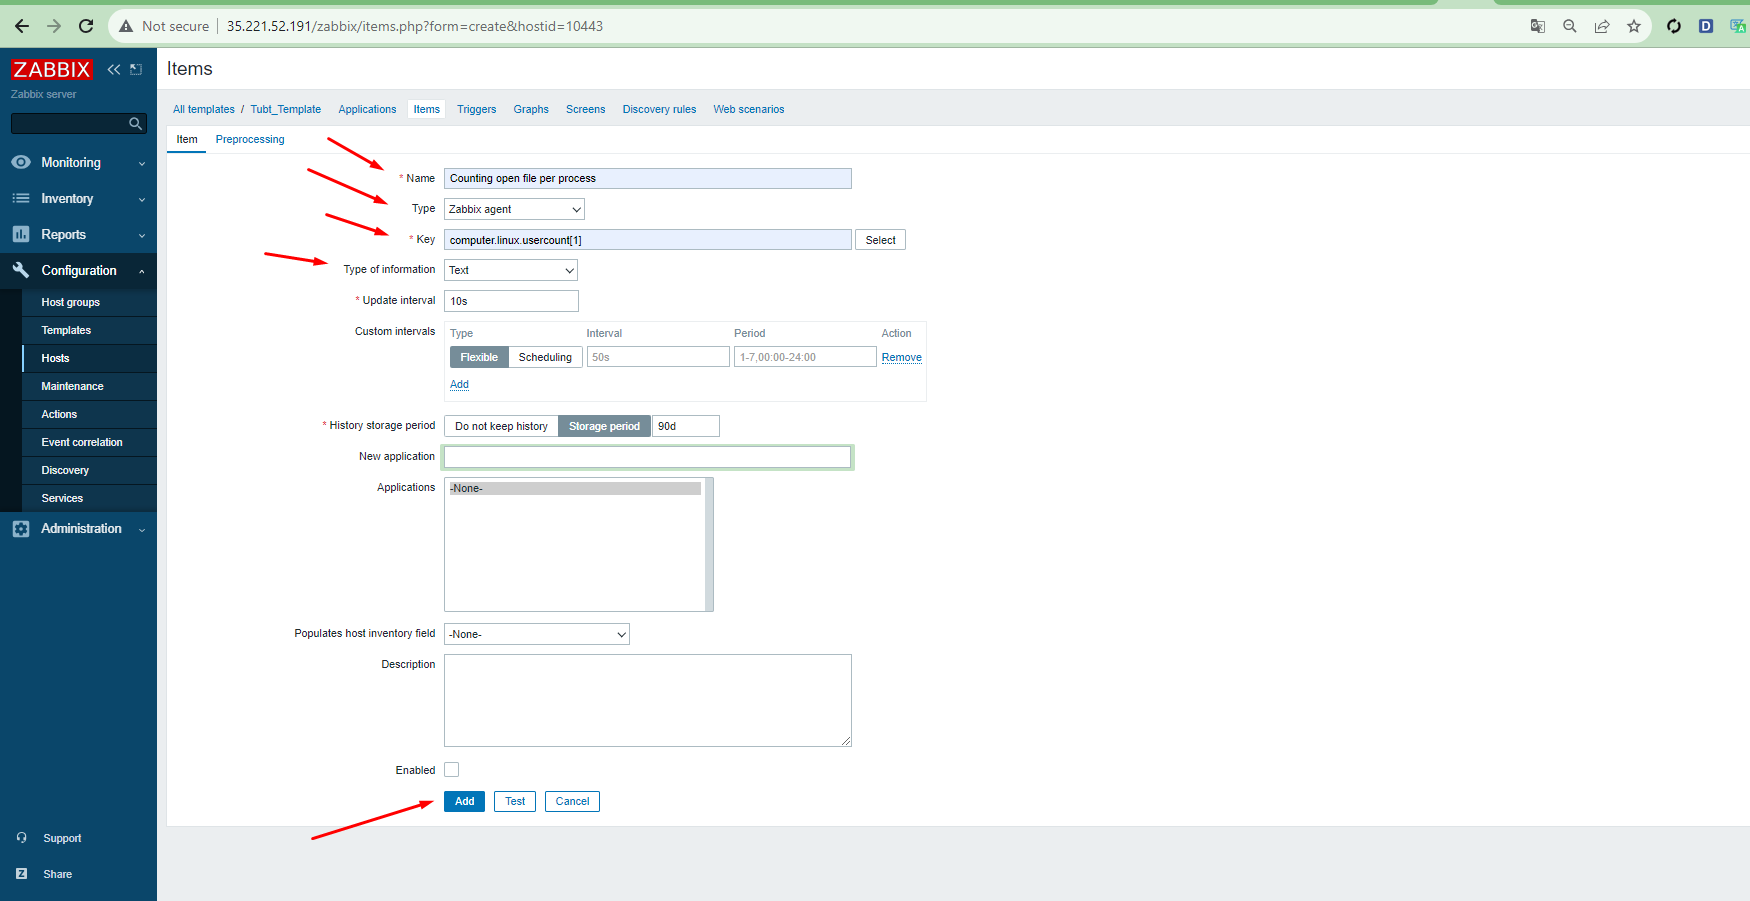 Not secure | 35.221.52.191/zabbix/items.php?form=create&hostid=10443
D
ZABBIX
Zabbix server
Monitoring
Inventory
Reports
Configuration
Host groups
Templates
Hosts
Maintenance
Actions
Event correlation
Discovery
Services
Administration
Support
Z Share
Items
All templates / Tubt_Template Applications Items Triggers Graphs Screens Discovery rules Web scenarios
Item Preprocessing
* Name Counting open file per process
Type Zabbix agent
* Key computer.linux.usercount[1] Select
Type of information Text
* Update interval 10s
Custom intervals Type Interval Period Action
Flexible Scheduling 50s 1-7,00:00-24:00 Remove
Add
* History storage period Do not keep history Storage period 90d
New application
Applications -None-
Populates host inventory field -None-
Description
Enabled
Add Test Cancel